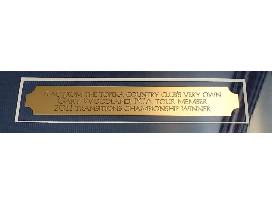 FROM THE TOPEKA COUNTRY CLUB'S VERY OWN
GARY WOODLAND, PGA TOUR MEMBER
2011 TRANSITIONS CHAMPIONSHIP WINNER